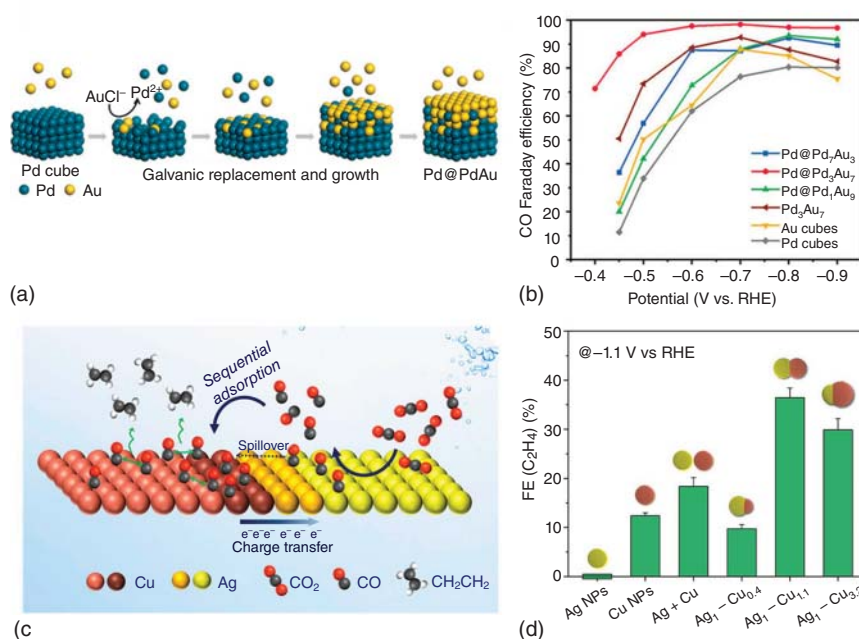 AuCl⁻ Pd²⁺
Pd cube
Pd Au
Galvanic replacement and growth
Pd@PdAu
(a)
CO Faraday efficiency (%)
100
90
80
70
60
50
40
30
20
10
0
Pd@Pd₇Au₃
Pd@Pd₃Au₇
Pd@Pd₁Au₉
Pd₃Au₇
Au cubes
Pd cubes
−0.4 −0.5 −0.6 −0.7 −0.8 −0.9
Potential (V vs. RHE)
(b)
Sequential
adsorption
Spillover
e⁻e⁻e⁻ e⁻ e⁻ e⁻
Charge transfer
Cu Ag CO₂ CO CH₂CH₂
(c)
FE (C₂H₄) (%)
50
40
30
20
10
0
@−1.1 V vs RHE
Ag NPs
Cu NPs
Ag + Cu
Ag₁ − Cu₀.₄
Ag₁ − Cu₁.₁
Ag₁ − Cu₃.₂
(d)